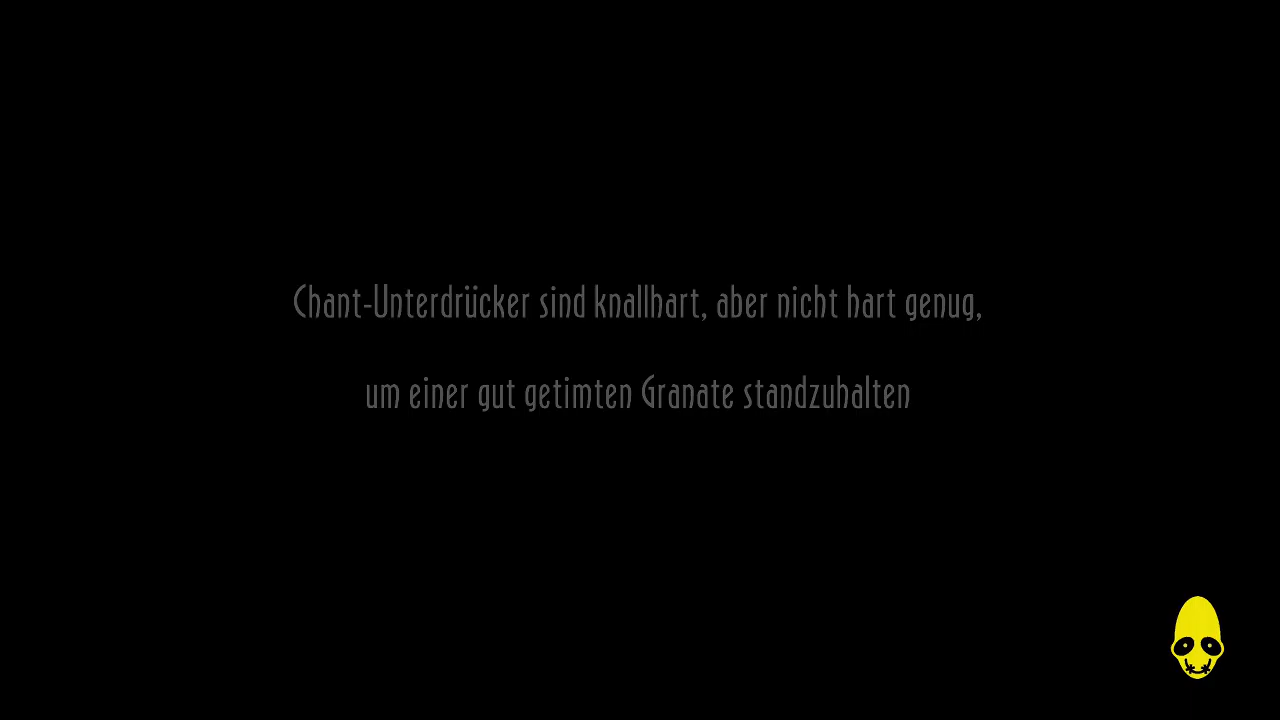 Chant-Unterdrücker sind knallhart, aber nicht hart genug,
um einer gut getimten Granate standzuhalten